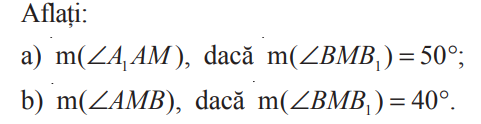 Aflați:
a) m(∠A₁AM), dacă m(∠BMB₁) = 50°;
b) m(∠AMB), dacă m(∠BMB₁) = 40°.